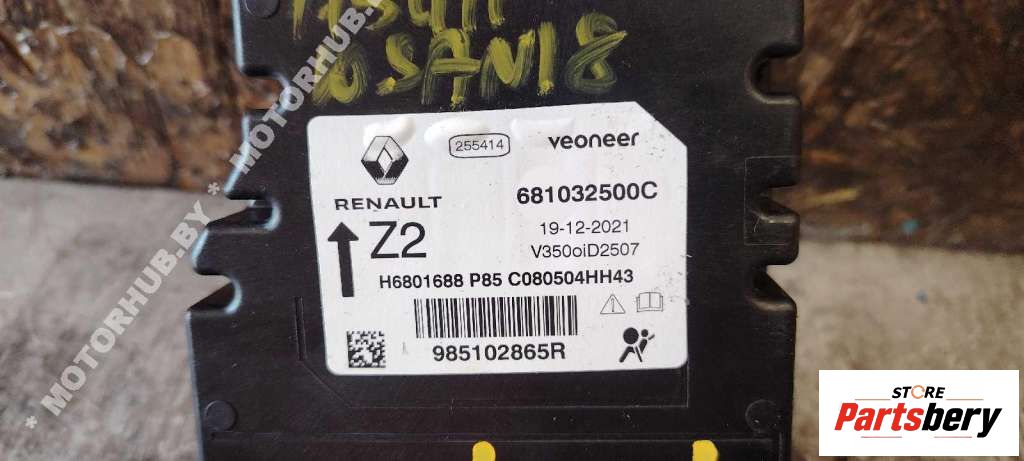 OSAN18
255414
veoneer
RENAULT
681032500C
Z2
19-12-2021
V350oiD2507
H6801688 P85 C080504HH43
985102865R
* MOTORHUB.BY * MOTORHUB.BY
STORE
Partsbery